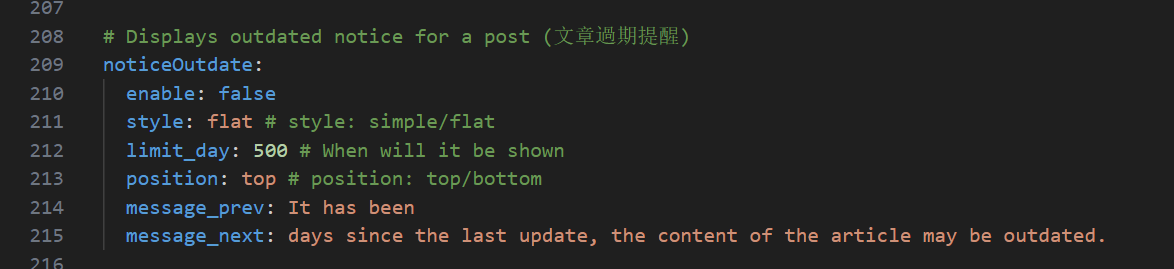 207
208 # Displays outdated notice for a post (文章過期提醒)
209 noticeOutdate:
210 enable: false
211 style: flat # style: simple/flat
212 limit_day: 500 # When will it be shown
213 position: top # position: top/bottom
214 message_prev: It has been
215 message_next: days since the last update, the content of the article may be outdated.
216